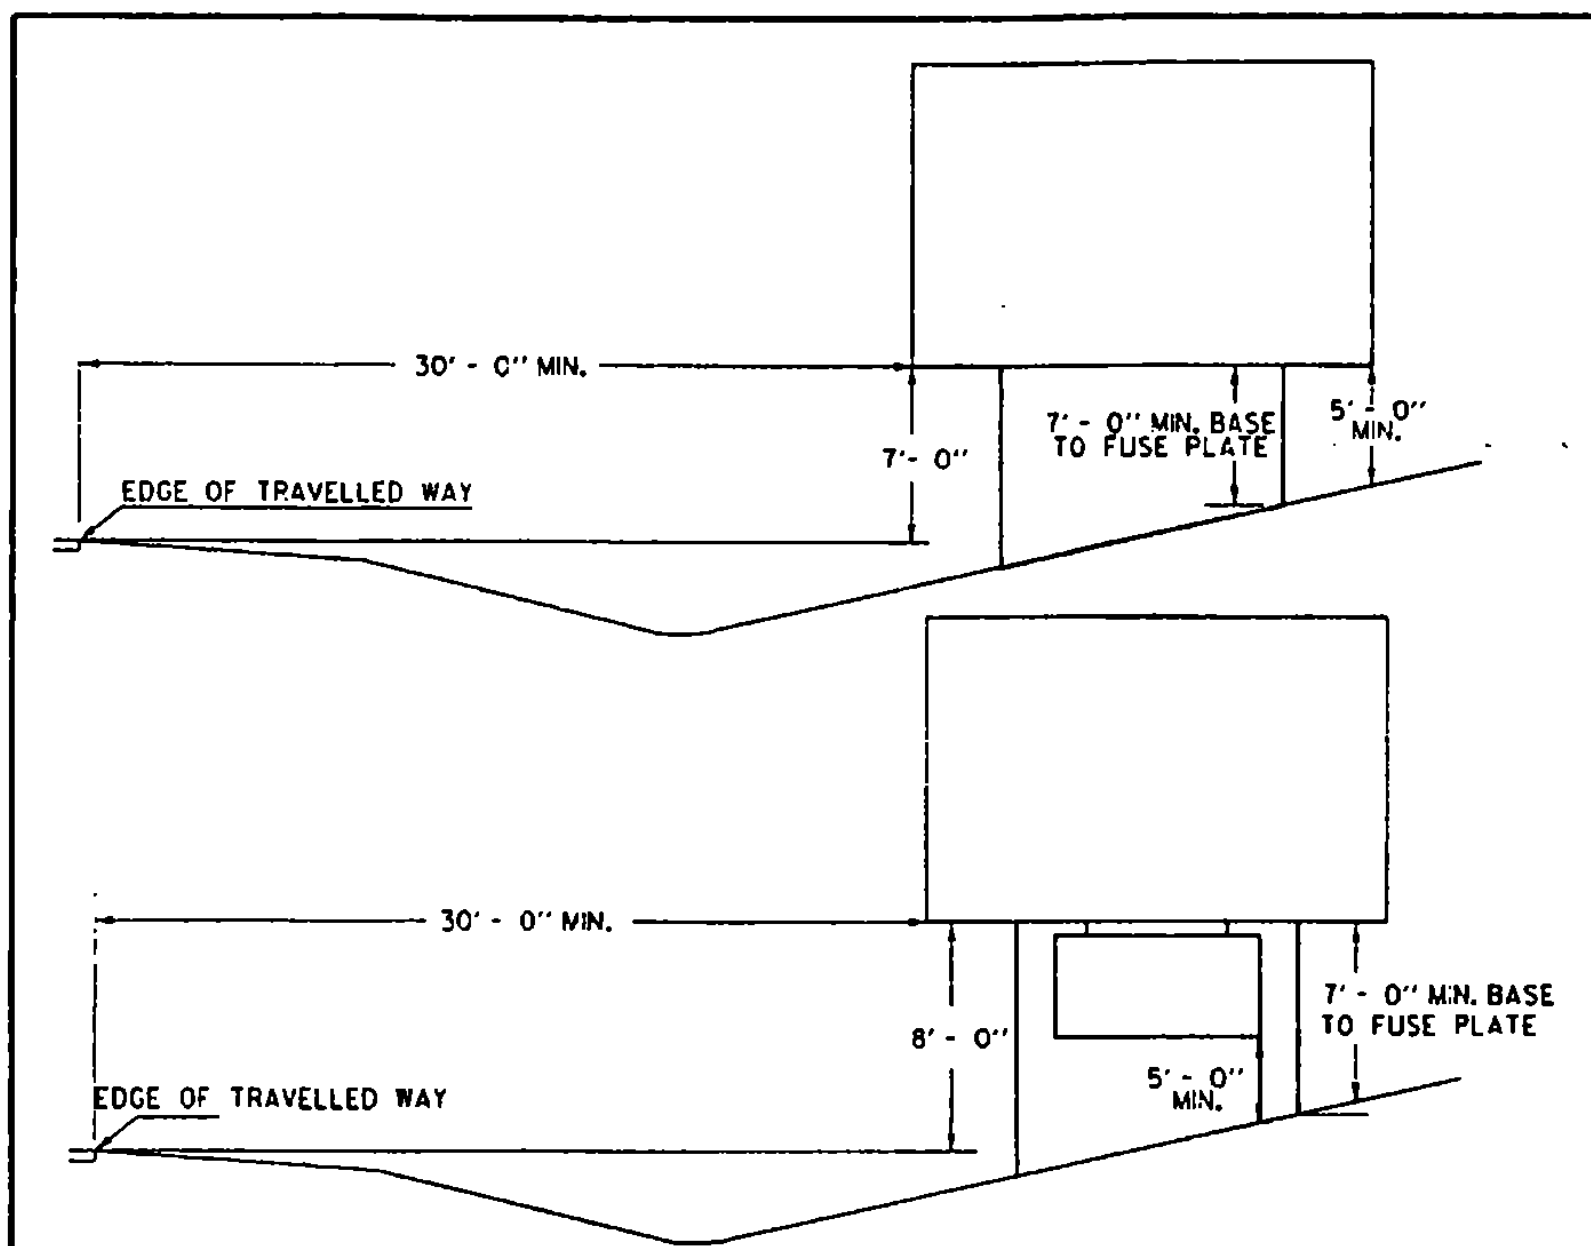 30' - 0" MIN.
7' - 0" MIN. BASE
TO FUSE PLATE
5' - 0"
MIN.
7'- 0"
EDGE OF TRAVELLED WAY
30' - 0" MIN.
7' - 0" MIN. BASE
TO FUSE PLATE
8' - 0"
5' - 0"
MIN.
EDGE OF TRAVELLED WAY